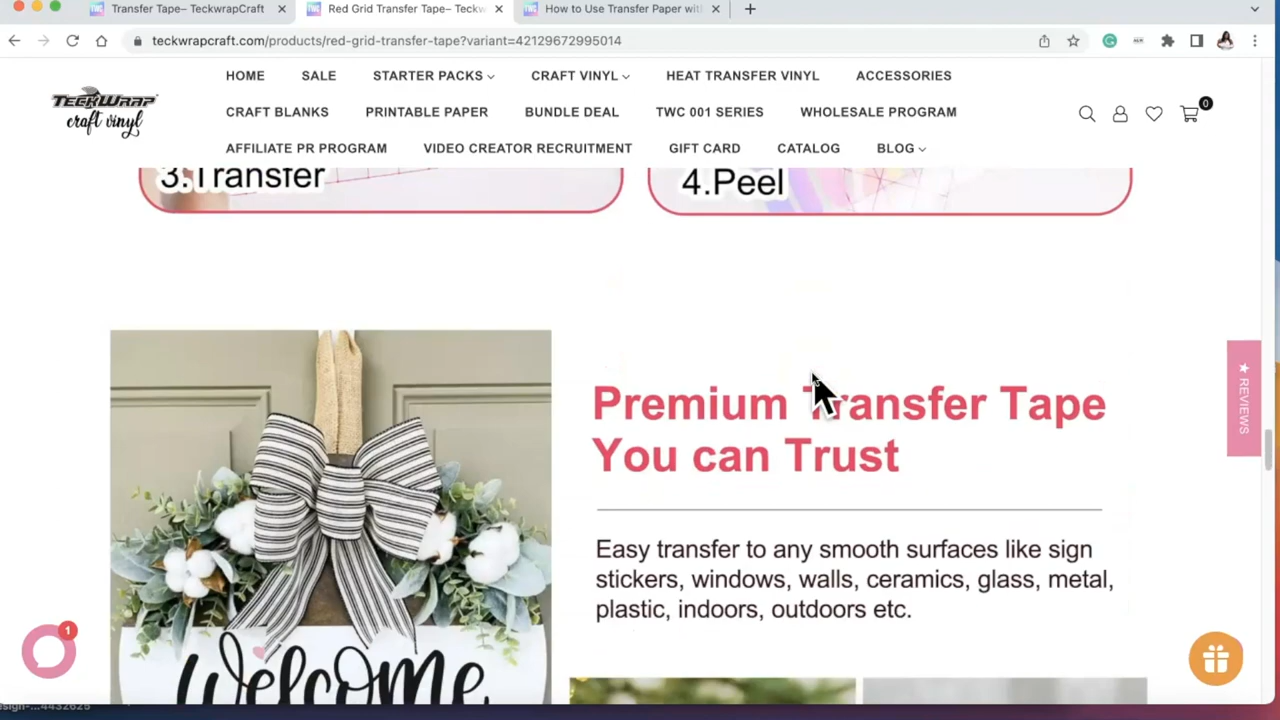 Transfer Tape– TeckwrapCraft
Red Grid Transfer Tape– Teckw
How to Use Transfer Paper wit
teckwrapcraft.com/products/red-grid-transfer-tape?variant=42129672995014
HOME SALE STARTER PACKS CRAFT VINYL HEAT TRANSFER VINYL ACCESSORIES
TECKWRAP
craft vinyl
CRAFT BLANKS PRINTABLE PAPER BUNDLE DEAL TWC 001 SERIES WHOLESALE PROGRAM
0
AFFILIATE PR PROGRAM VIDEO CREATOR RECRUITMENT GIFT CARD CATALOG BLOG
3.Transfer
4.Peel
★ REVIEWS
Premium Transfer Tape
You can Trust
Easy transfer to any smooth surfaces like sign
stickers, windows, walls, ceramics, glass, metal,
plastic, indoors, outdoors etc.
1
welcome